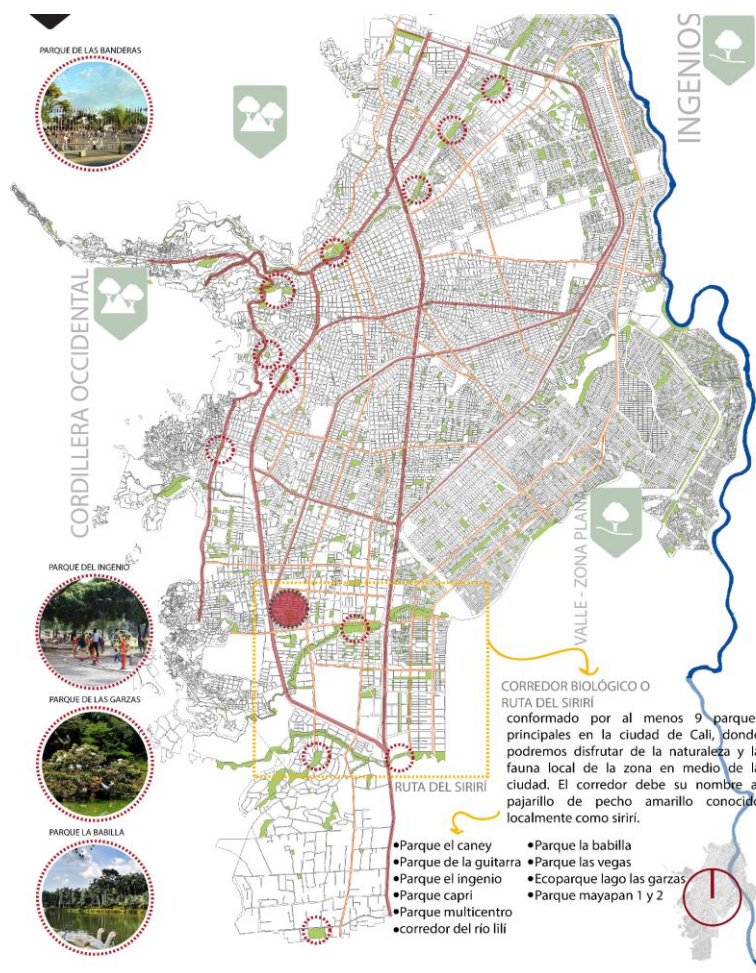 PARQUE DE LAS BANDERAS
INGENIOS
CORDILLERA OCCIDENTAL
VALLE - ZONA PLANA
PARQUE DEL INGENIO
PARQUE DE LAS GARZAS
PARQUE LA BABILLA
RUTA DEL SIRIRÍ
CORREDOR BIOLÓGICO O
RUTA DEL SIRIRÍ
conformado por al menos 9 parque
principales en la ciudad de Cali, donde
podremos disfrutar de la naturaleza y la
fauna local de la zona en medio de la
ciudad. El corredor debe su nombre a
pajarillo de pecho amarillo conocido
localmente como sirirí.
•Parque el caney
•Parque de la guitarra
•Parque el ingenio
•Parque capri
•Parque multicentro
•corredor del río lilí
•Parque la babilla
•Parque las vegas
•Ecoparque lago las garzas
•Parque mayapan 1 y 2